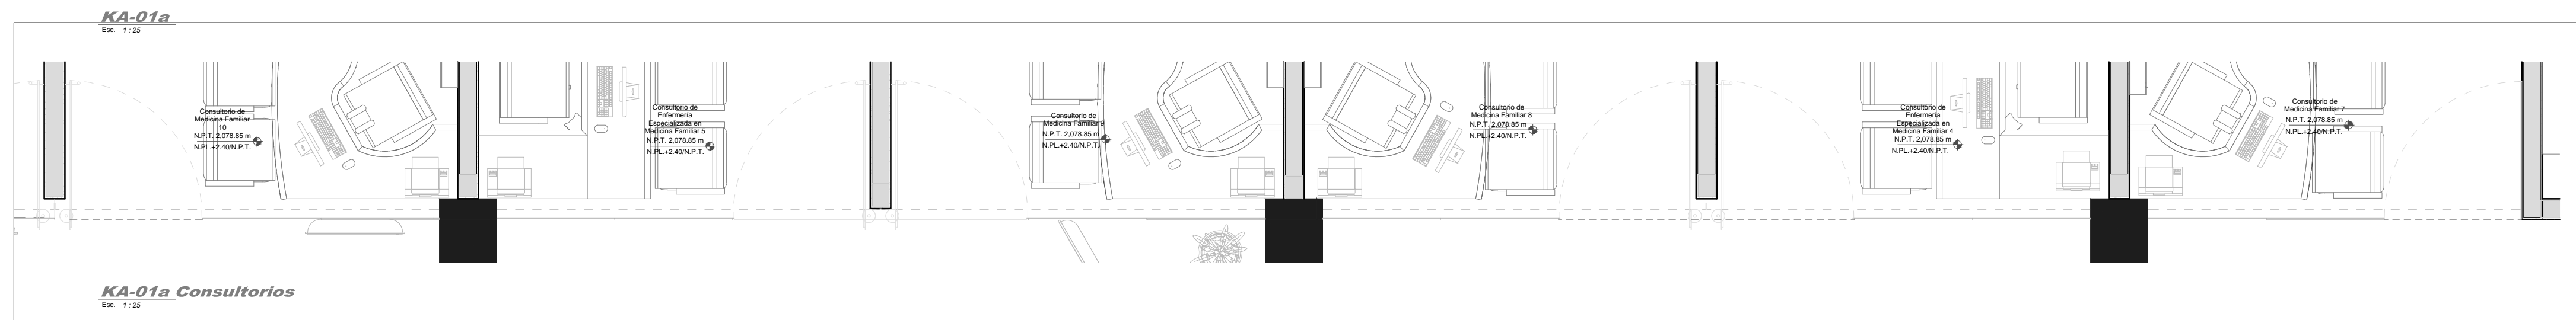 KA-01a
Esc. 1 : 25
Consultorio de
Medicina Familiar
10
N.P.T. 2,078.85 m
N.PL.+2.40/N.P.T.
Consultorio de
Enfermería
Especializada en
Medicina Familiar 5
N.P.T. 2,078.85 m
N.PL.+2.40/N.P.T.
Consultorio de
Medicina Familiar 9
N.P.T. 2,078.85 m
N.PL.+2.40/N.P.T.
Consultorio de
Medicina Familiar 8
N.P.T. 2,078.85 m
N.PL.+2.40/N.P.T.
Consultorio de
Enfermería
Especializada en
Medicina Familiar 4
N.P.T. 2,078.85 m
N.PL.+2.40/N.P.T.
Consultorio de
Medicina Familiar 7
N.P.T. 2,078.85 m
N.PL.+2.40/N.P.T.
KA-01a Consultorios
Esc. 1 : 25